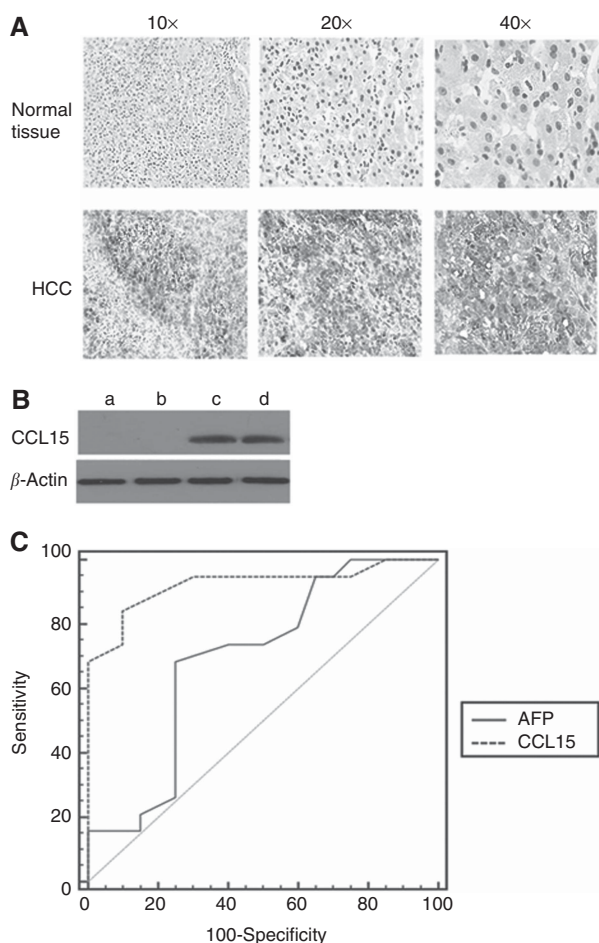 A
10× 20× 40×
Normal
tissue
HCC
B
a b c d
CCL15
β-Actin
C
100
80
60
40
20
0
Sensitivity
0 20 40 60 80 100
100-Specificity
AFP
CCL15